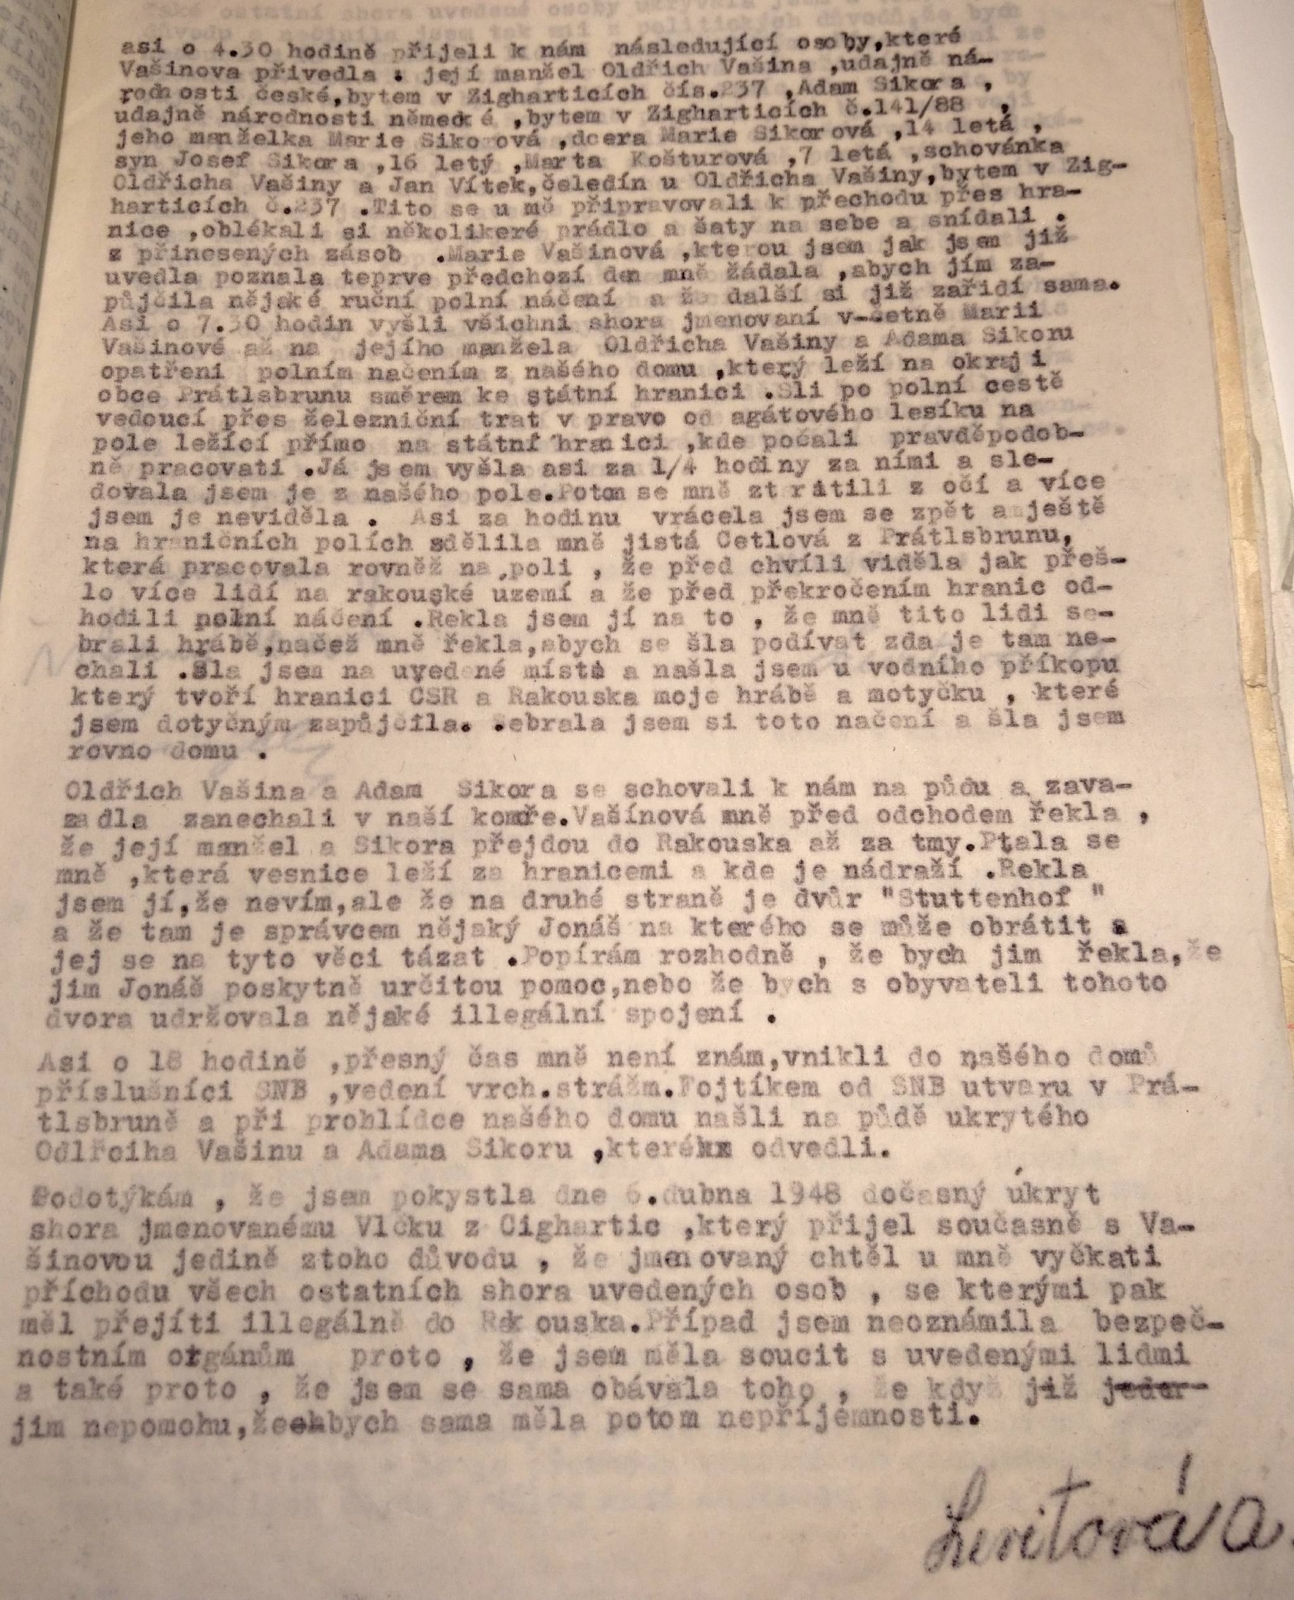 asi o 4.30 hodině přijeli k nám následující osoby,které
Vašinova přivedla : její manžel Oldřich Vašina ,udajně ná-
rodnosti české,bytem v Zigharticích čís.237 ,Adam Sikora ,
udajně národnosti německé ,bytem v Zigharticích č.141/88 ,
jeho manželka Marie Sikorová ,dcera Marie Sikorová ,14 letá ,
syn Josef Sikora ,16 letý ,Marta Košturová ,7 letá ,schovánka
Oldřicha Vašiny a Jan Vítek,čeledín u Oldřicha Vašiny,bytem v Zig-
harticích č.237 .Tito se u mě připravovali k přechodu přes hra-
nice ,oblékali si několikeré prádlo a šaty na sebe a snídali .
z přinesených zásob .Marie Vašinová ,kterou jsem jak jsem již
uvedla poznala teprve předchozí den mně žádala ,abych jím za-
půjčila nějaké ruční polní náčení a že další si již zařidí sama.
Asi o 7.30 hodin vyšli všichni shora jmenovaní v-četně Marii
Vašinové až na jejího manžela Oldřicha Vašiny a Adama Sikoru
opatřeni polním načením z našého domu ,který leží na okraji
obce Prátlsbrunu směrem ke státní hranici .Sli po polní cestě
vedoucí přes železniční trat v pravo od agátového lesíku na
pole ležící přímo na státní hranici ,kde počali pravděpodob-
ně pracovati .Já jsem vyšla asi za 1/4 hodiny za ními a sle-
dovala jsem je z našého pole.Potom se mně ztratili z očí a více
jsem je neviděla . Asi za hodinu vrácela jsem se zpět a ještě
na hraničních polích sdělila mně jistá Cetlová z Prátlsbrunu,
která pracovala rovněž na poli , že před chvíli viděla jak přeš-
lo více lidí na rakouské uzemí a že před překročením hranic od-
hodili polní náčení .Rekla jsem jí na to , že mně tito lidi se-
brali hrábě,načež mně řekla,abych se šla podívat zda je tam ne-
chali .Šla jsem na uvedené místo a našla jsem u vodního příkopu
který tvoří hranici CSR a Rakouska moje hrábě a motyčku , které
jsem dotyčným zapůjčila. Sebrala jsem si toto načení a šla jsem
rovno domu .
Oldřich Vašina a Adam Sikora se schovali k nám na půdu a zava-
zadla zanechali v naší komře.Vašínová mně před odchodem řekla ,
že její manžel a Sikora přejdou do Rakouska až za tmy.Ptala se
mně ,která vesnice leží za hranicemi a kde je nádraží .Rekla
jsem jí,že nevím,ale že na druhé straně je dvůr "Stuttenhof "
a že tam je správcem nějaký Jonáš na kterého se může obrátit a
jej se na tyto věci tázat .Popírám rozhodně , že bych jim řekla,že
jim Jonáš poskytně určitou pomoc,nebo že bych s obyvateli tohoto
dvora udržovala nějaké illegální spojení .
Asi o 18 hodině ,přesný čas mně není znám,vnikli do našého domů
příslušníci SNB ,vedení vrch.strážm.Fojtíkem od SNB utvaru v Prá-
tlsbruně a při prohlídce našého domu našli na půdě ukrytého
Odlřciha Vašinu a Adama Sikoru ,kteréhx odvedli.
Podotýkám , že jsem pokystla dne 6.dubna 1948 dočasný úkryt
shora jmenovanému Vlčku z Cighartic ,který přijel současně s Va-
šinovou jedině ztoho důvodu , že jmenovaný chtěl u mně vyčkati
příchodu všech ostatních shora uvedených osob , se kterými pak
měl přejíti illegálně do Rakouska.Případ jsem neoznámila bezpeč-
nostním orgánům proto , že jsem měla soucit s uvedenými lidmi
a také proto , že jsem se sama obávala toho , že když již jeder-
jim nepomohu,žeehbych sama měla potom nepříjemnosti.
Levitová a.